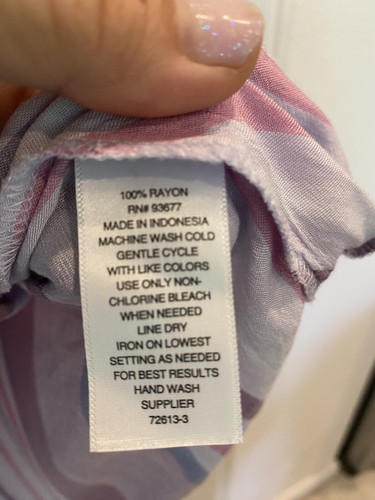 100% RAYON
RN# 93677
MADE IN INDONESIA
MACHINE WASH COLD
GENTLE CYCLE
WITH LIKE COLORS
USE ONLY NON-
CHLORINE BLEACH
WHEN NEEDED
LINE DRY
IRON ON LOWEST
SETTING AS NEEDED
FOR BEST RESULTS
HAND WASH
SUPPLIER
72613-3